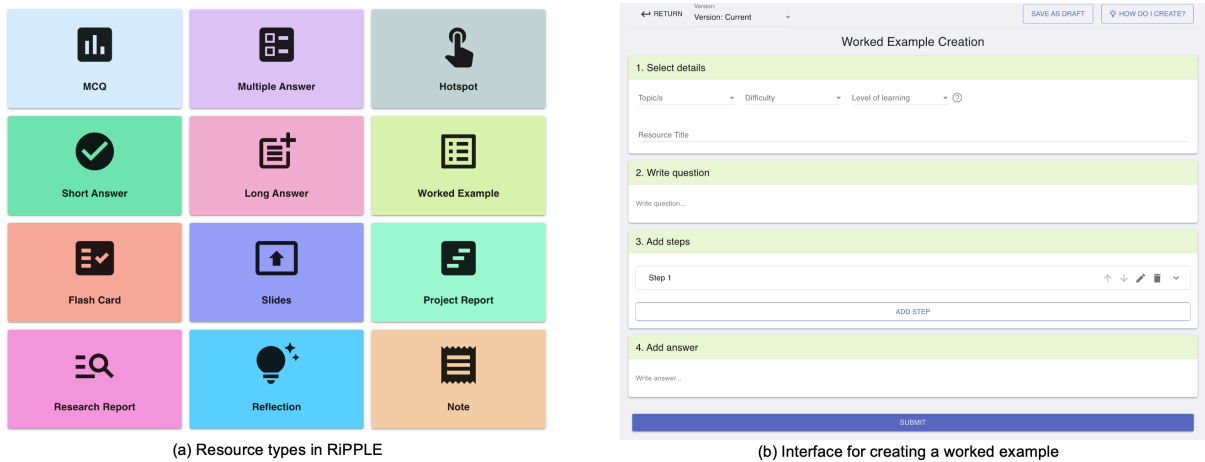 MCQ
Multiple Answer
Hotspot
Short Answer
Long Answer
Worked Example
Flash Card
Slides
Project Report
Research Report
Reflection
Note
(a) Resource types in RiPPLE
RETURN
Version:
Version: Current
SAVE AS DRAFT
HOW DO I CREATE?
Worked Example Creation
1. Select details
Topic/s
Difficulty
Level of learning
?
Resource Title
2. Write question
Write question...
3. Add steps
Step 1
ADD STEP
4. Add answer
Write answer...
SUBMIT
(b) Interface for creating a worked example